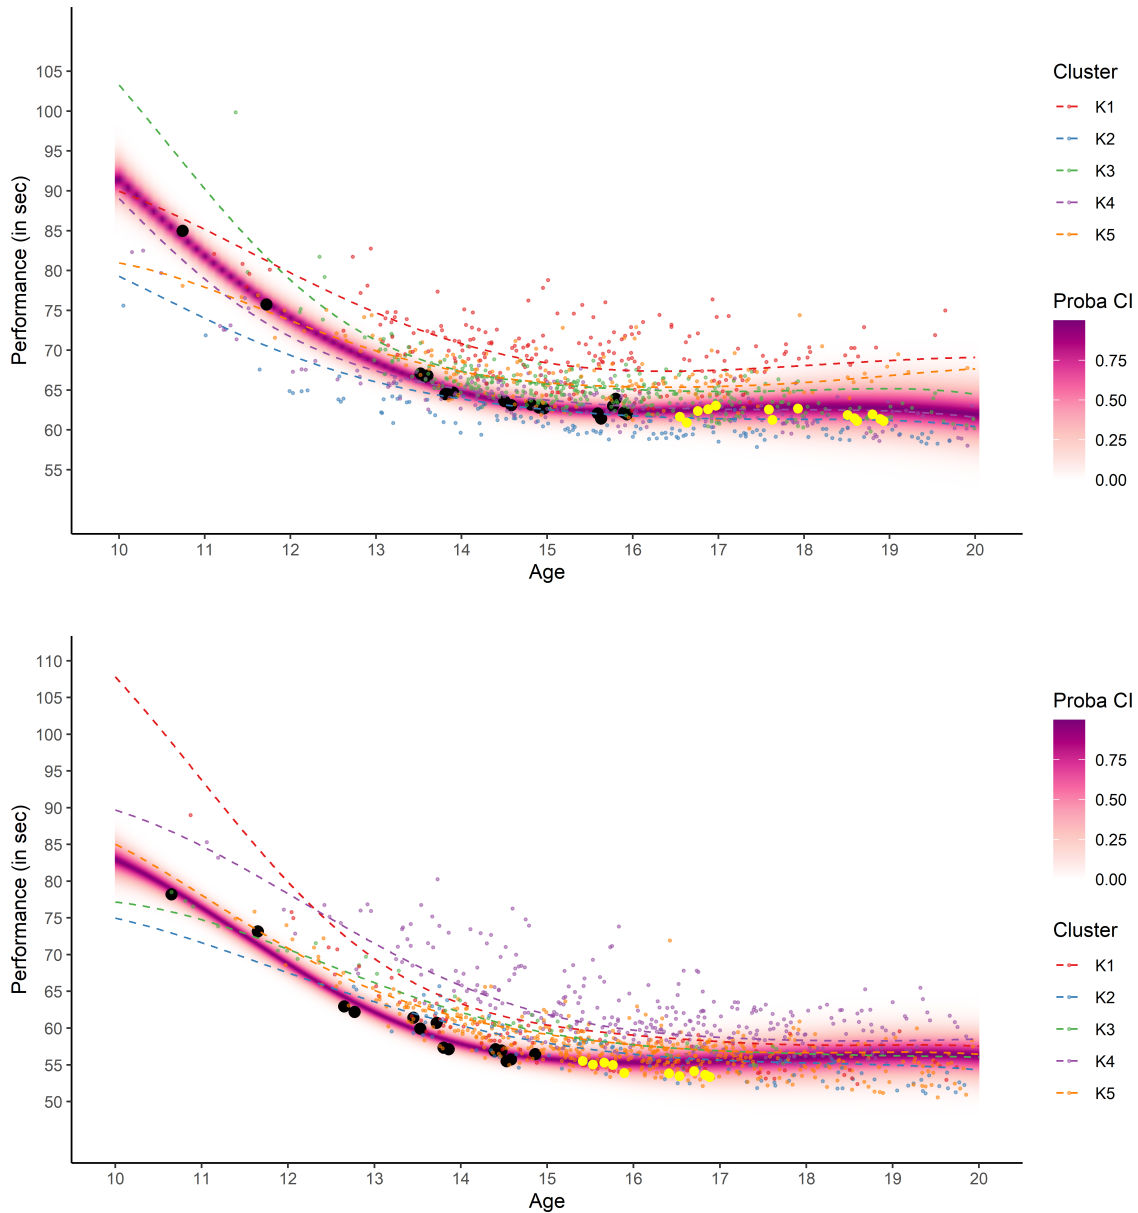 Performance (in sec)
105
100
95
90
85
80
75
70
65
60
55
10 11 12 13 14 15 16 17 18 19 20
Age
Cluster
K1
K2
K3
K4
K5
Proba CI
0.75
0.50
0.25
0.00
Performance (in sec)
110
105
100
95
90
85
80
75
70
65
60
55
50
10 11 12 13 14 15 16 17 18 19 20
Age
Proba CI
0.75
0.50
0.25
0.00
Cluster
K1
K2
K3
K4
K5